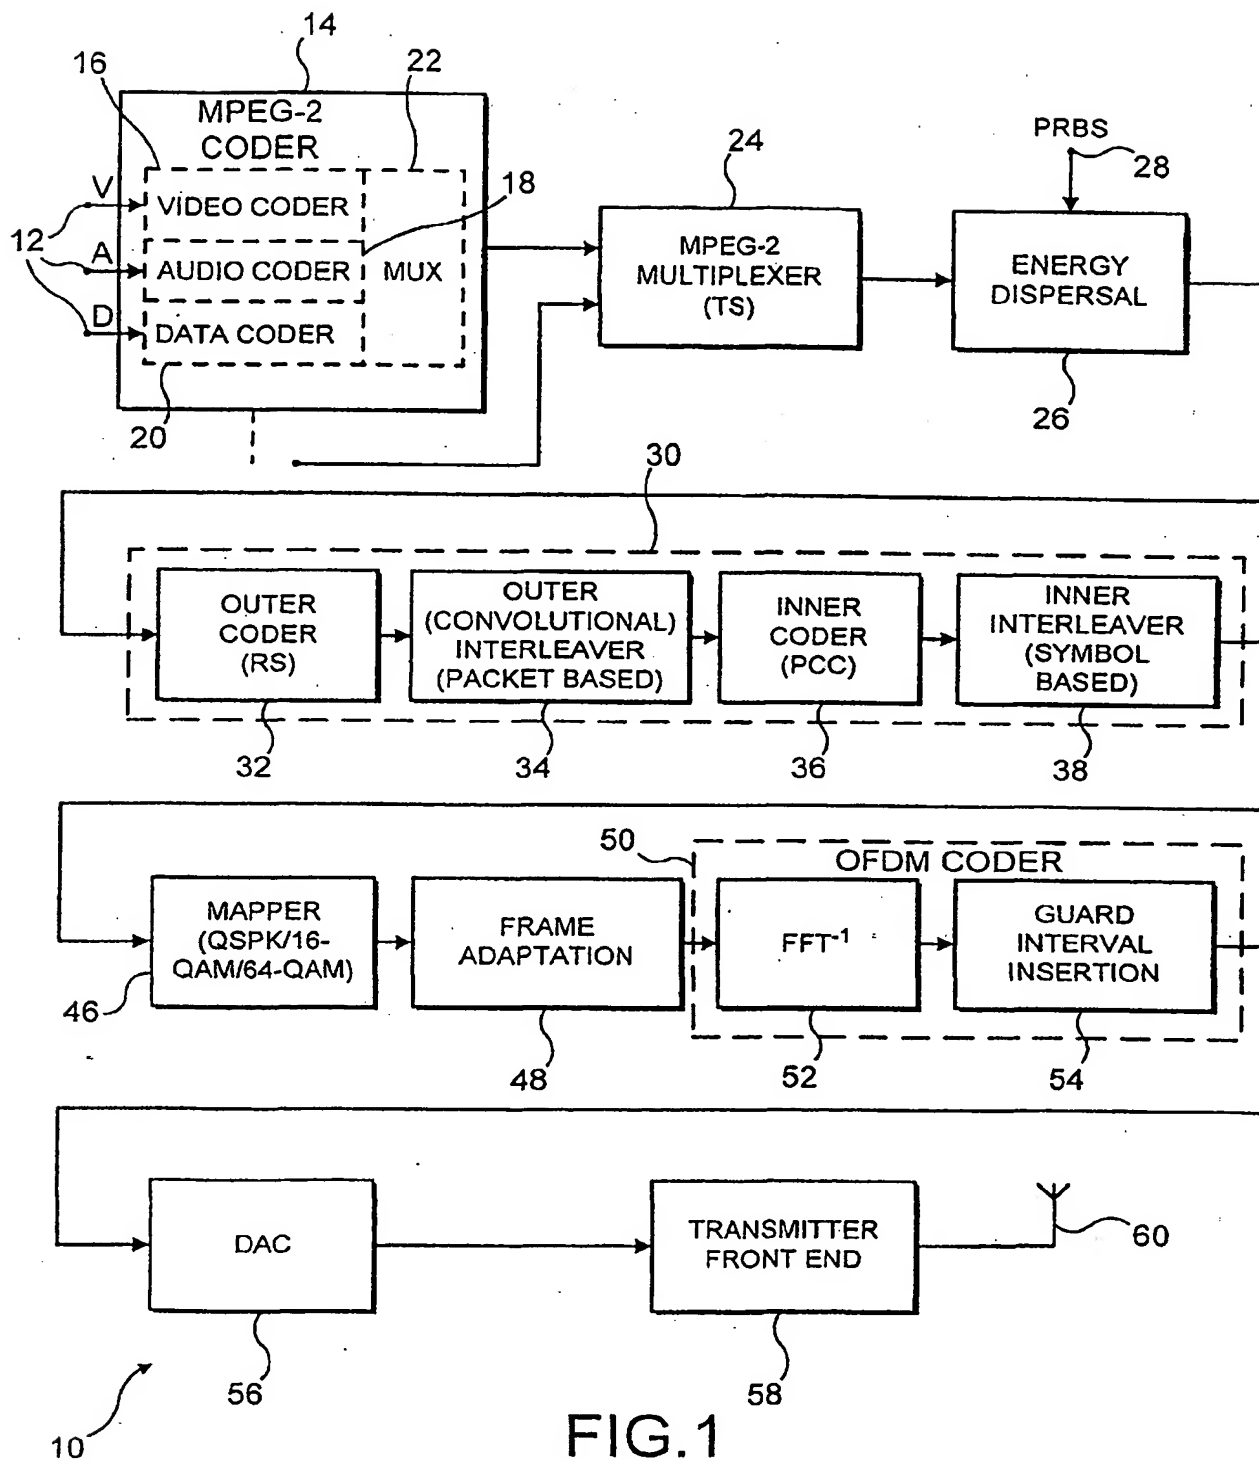 14
16
22
MPEG-2
CODER
V
VIDEO CODER
18
12
A
AUDIO CODER
MUX
D
DATA CODER
20
24
MPEG-2
MULTIPLEXER
(TS)
PRBS
28
ENERGY
DISPERSAL
26
30
OUTER
CODER
(RS)
32
OUTER
(CONVOLUTIONAL)
INTERLEAVER
(PACKET BASED)
34
INNER
CODER
(PCC)
36
INNER
INTERLEAVER
(SYMBOL
BASED)
38
MAPPER
(QSPK/16-
QAM/64-QAM)
46
FRAME
ADAPTATION
48
50
OFDM CODER
FFT-1
52
GUARD
INTERVAL
INSERTION
54
DAC
56
TRANSMITTER
FRONT END
58
60
10
FIG.1